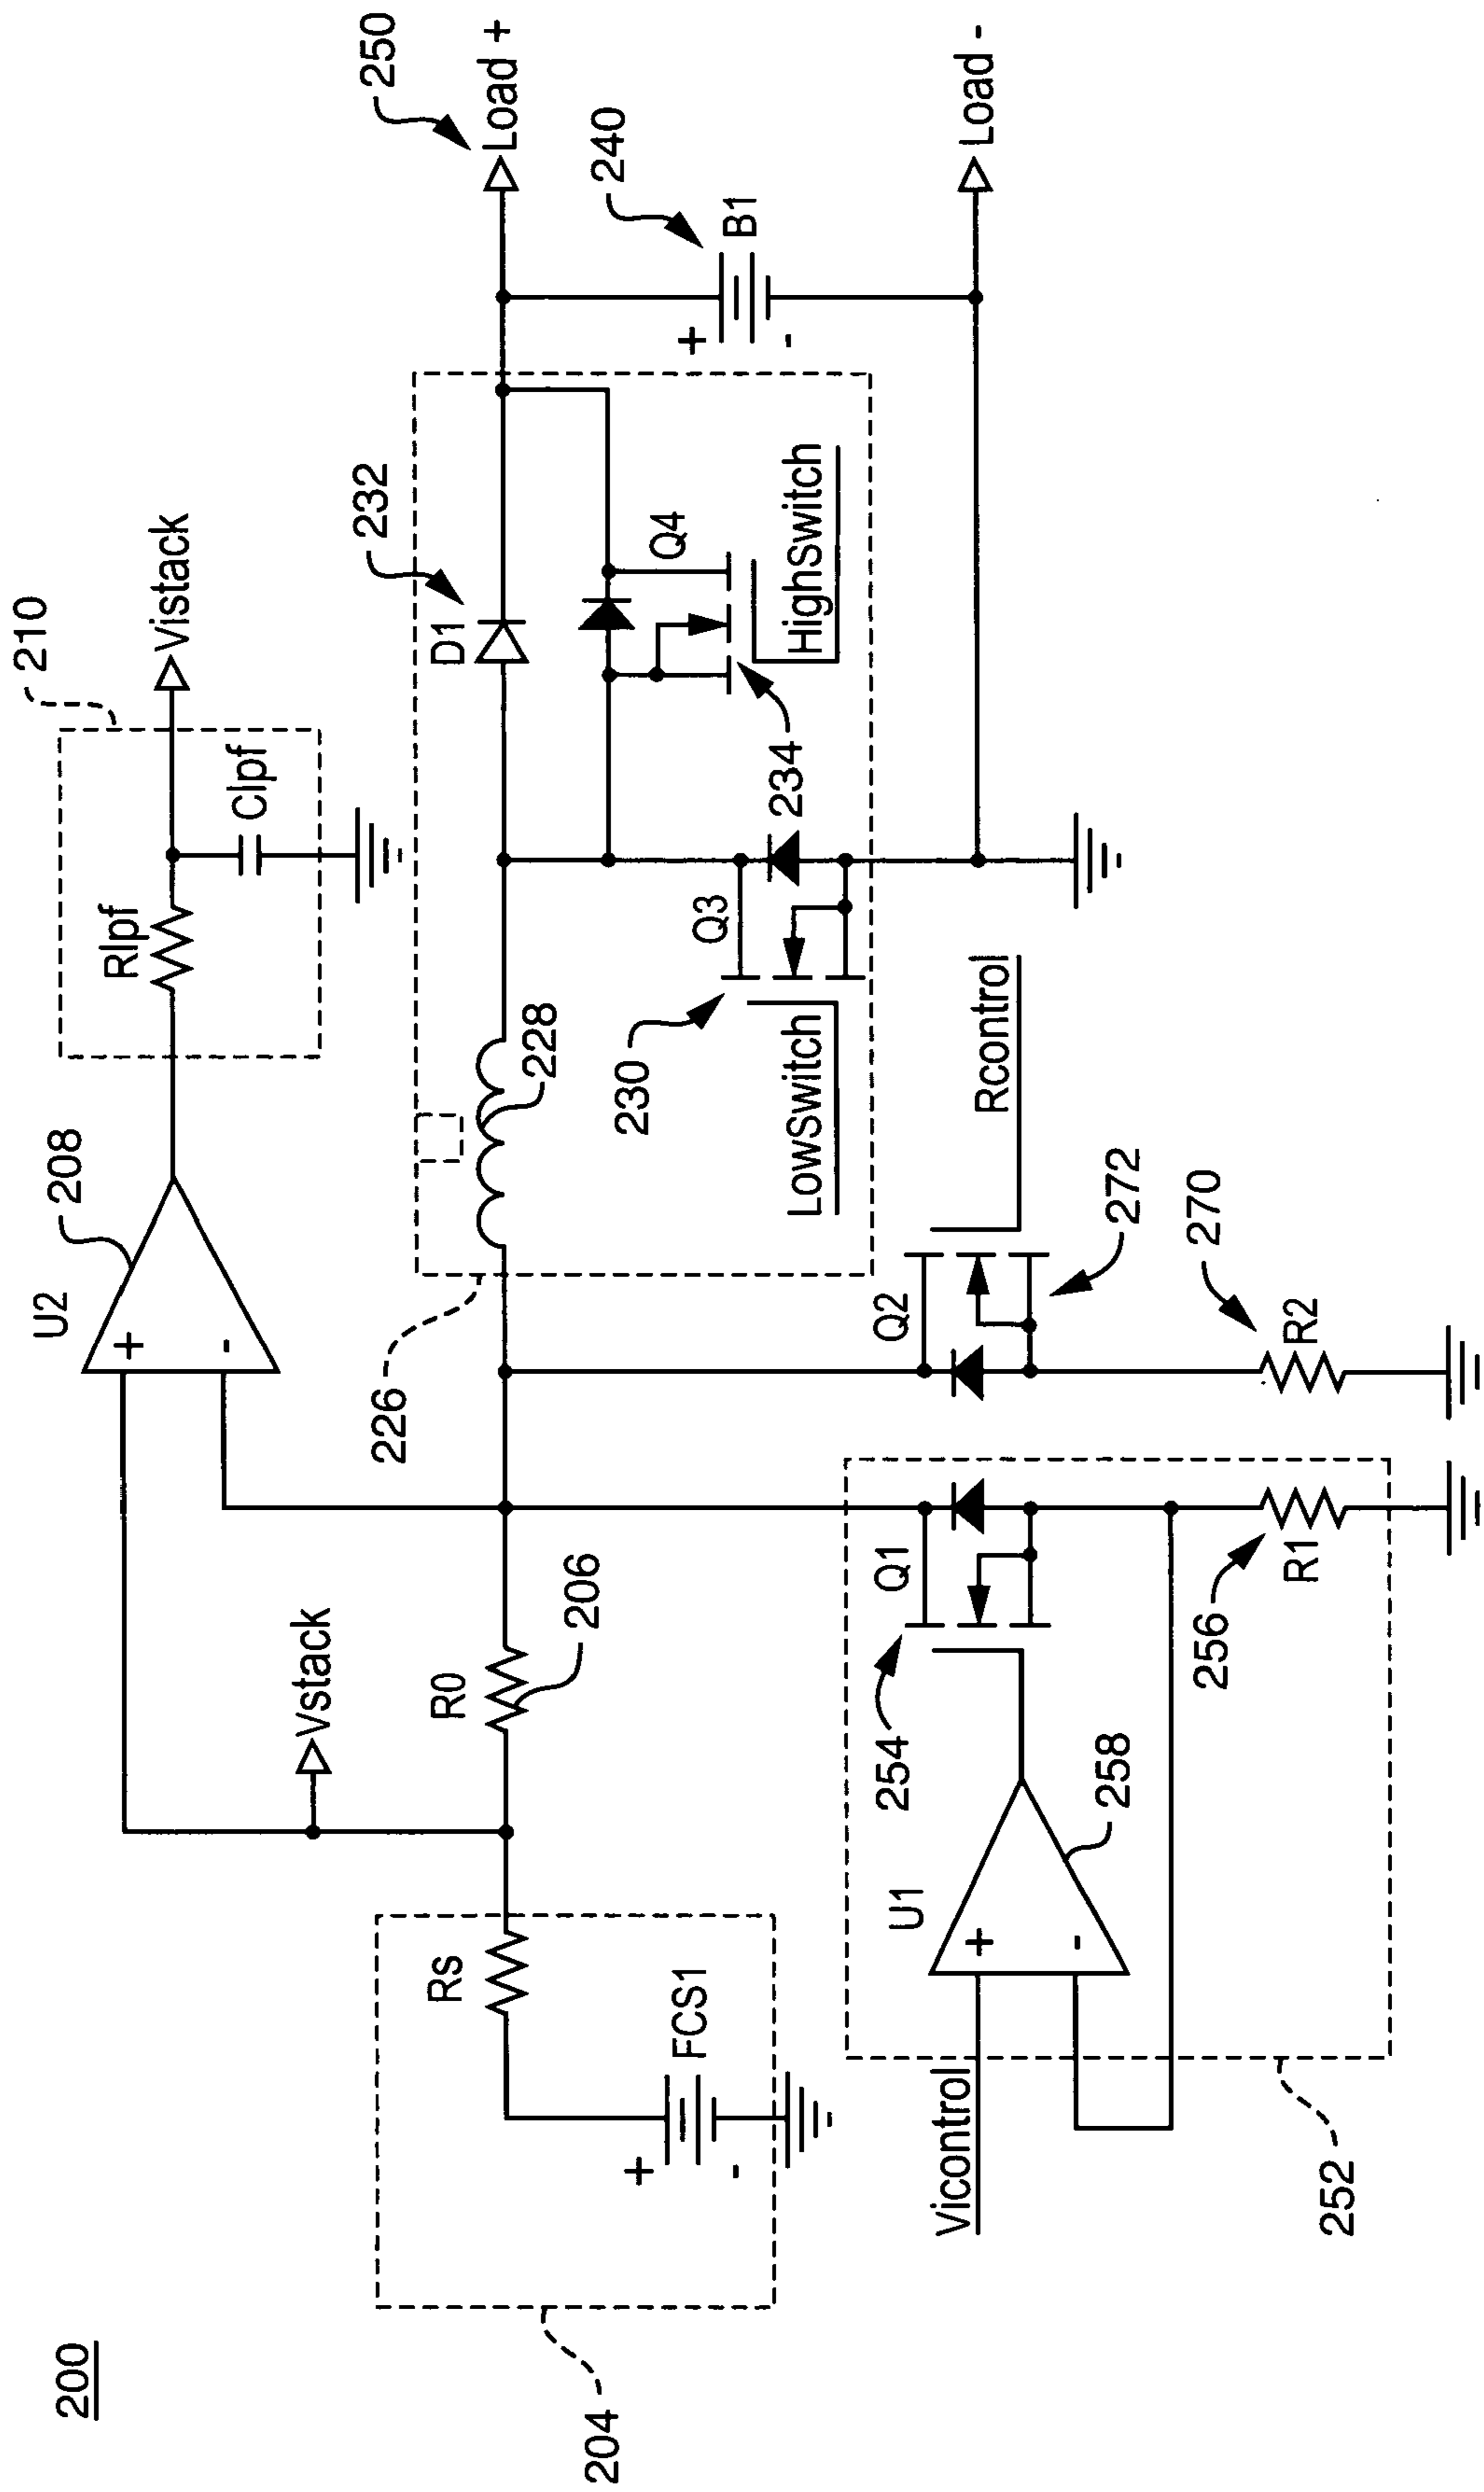 200
U2
208
210
Rlpf
Clpf
Vistack
Vstack
204
Rs
FCS1
+
-
R0
206
+
-
226
228
D1
232
Q4
HighSwitch
234
Q3
230
LowSwitch
250
Load +
240
B1
+
-
Load -
Vicontrol
U1
+
-
258
254
Q1
256
R1
252
Q2
Rcontrol
272
270
R2